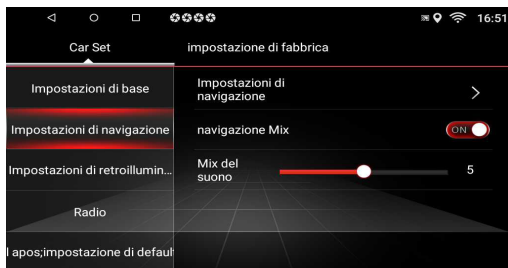 16:51
Car Set
impostazione di fabbrica
Impostazioni di base
Impostazioni di navigazione
Impostazioni di retroillumin...
Radio
l apos;impostazione di defaul
Impostazioni di
navigazione
navigazione Mix
ON
Mix del
suono
5